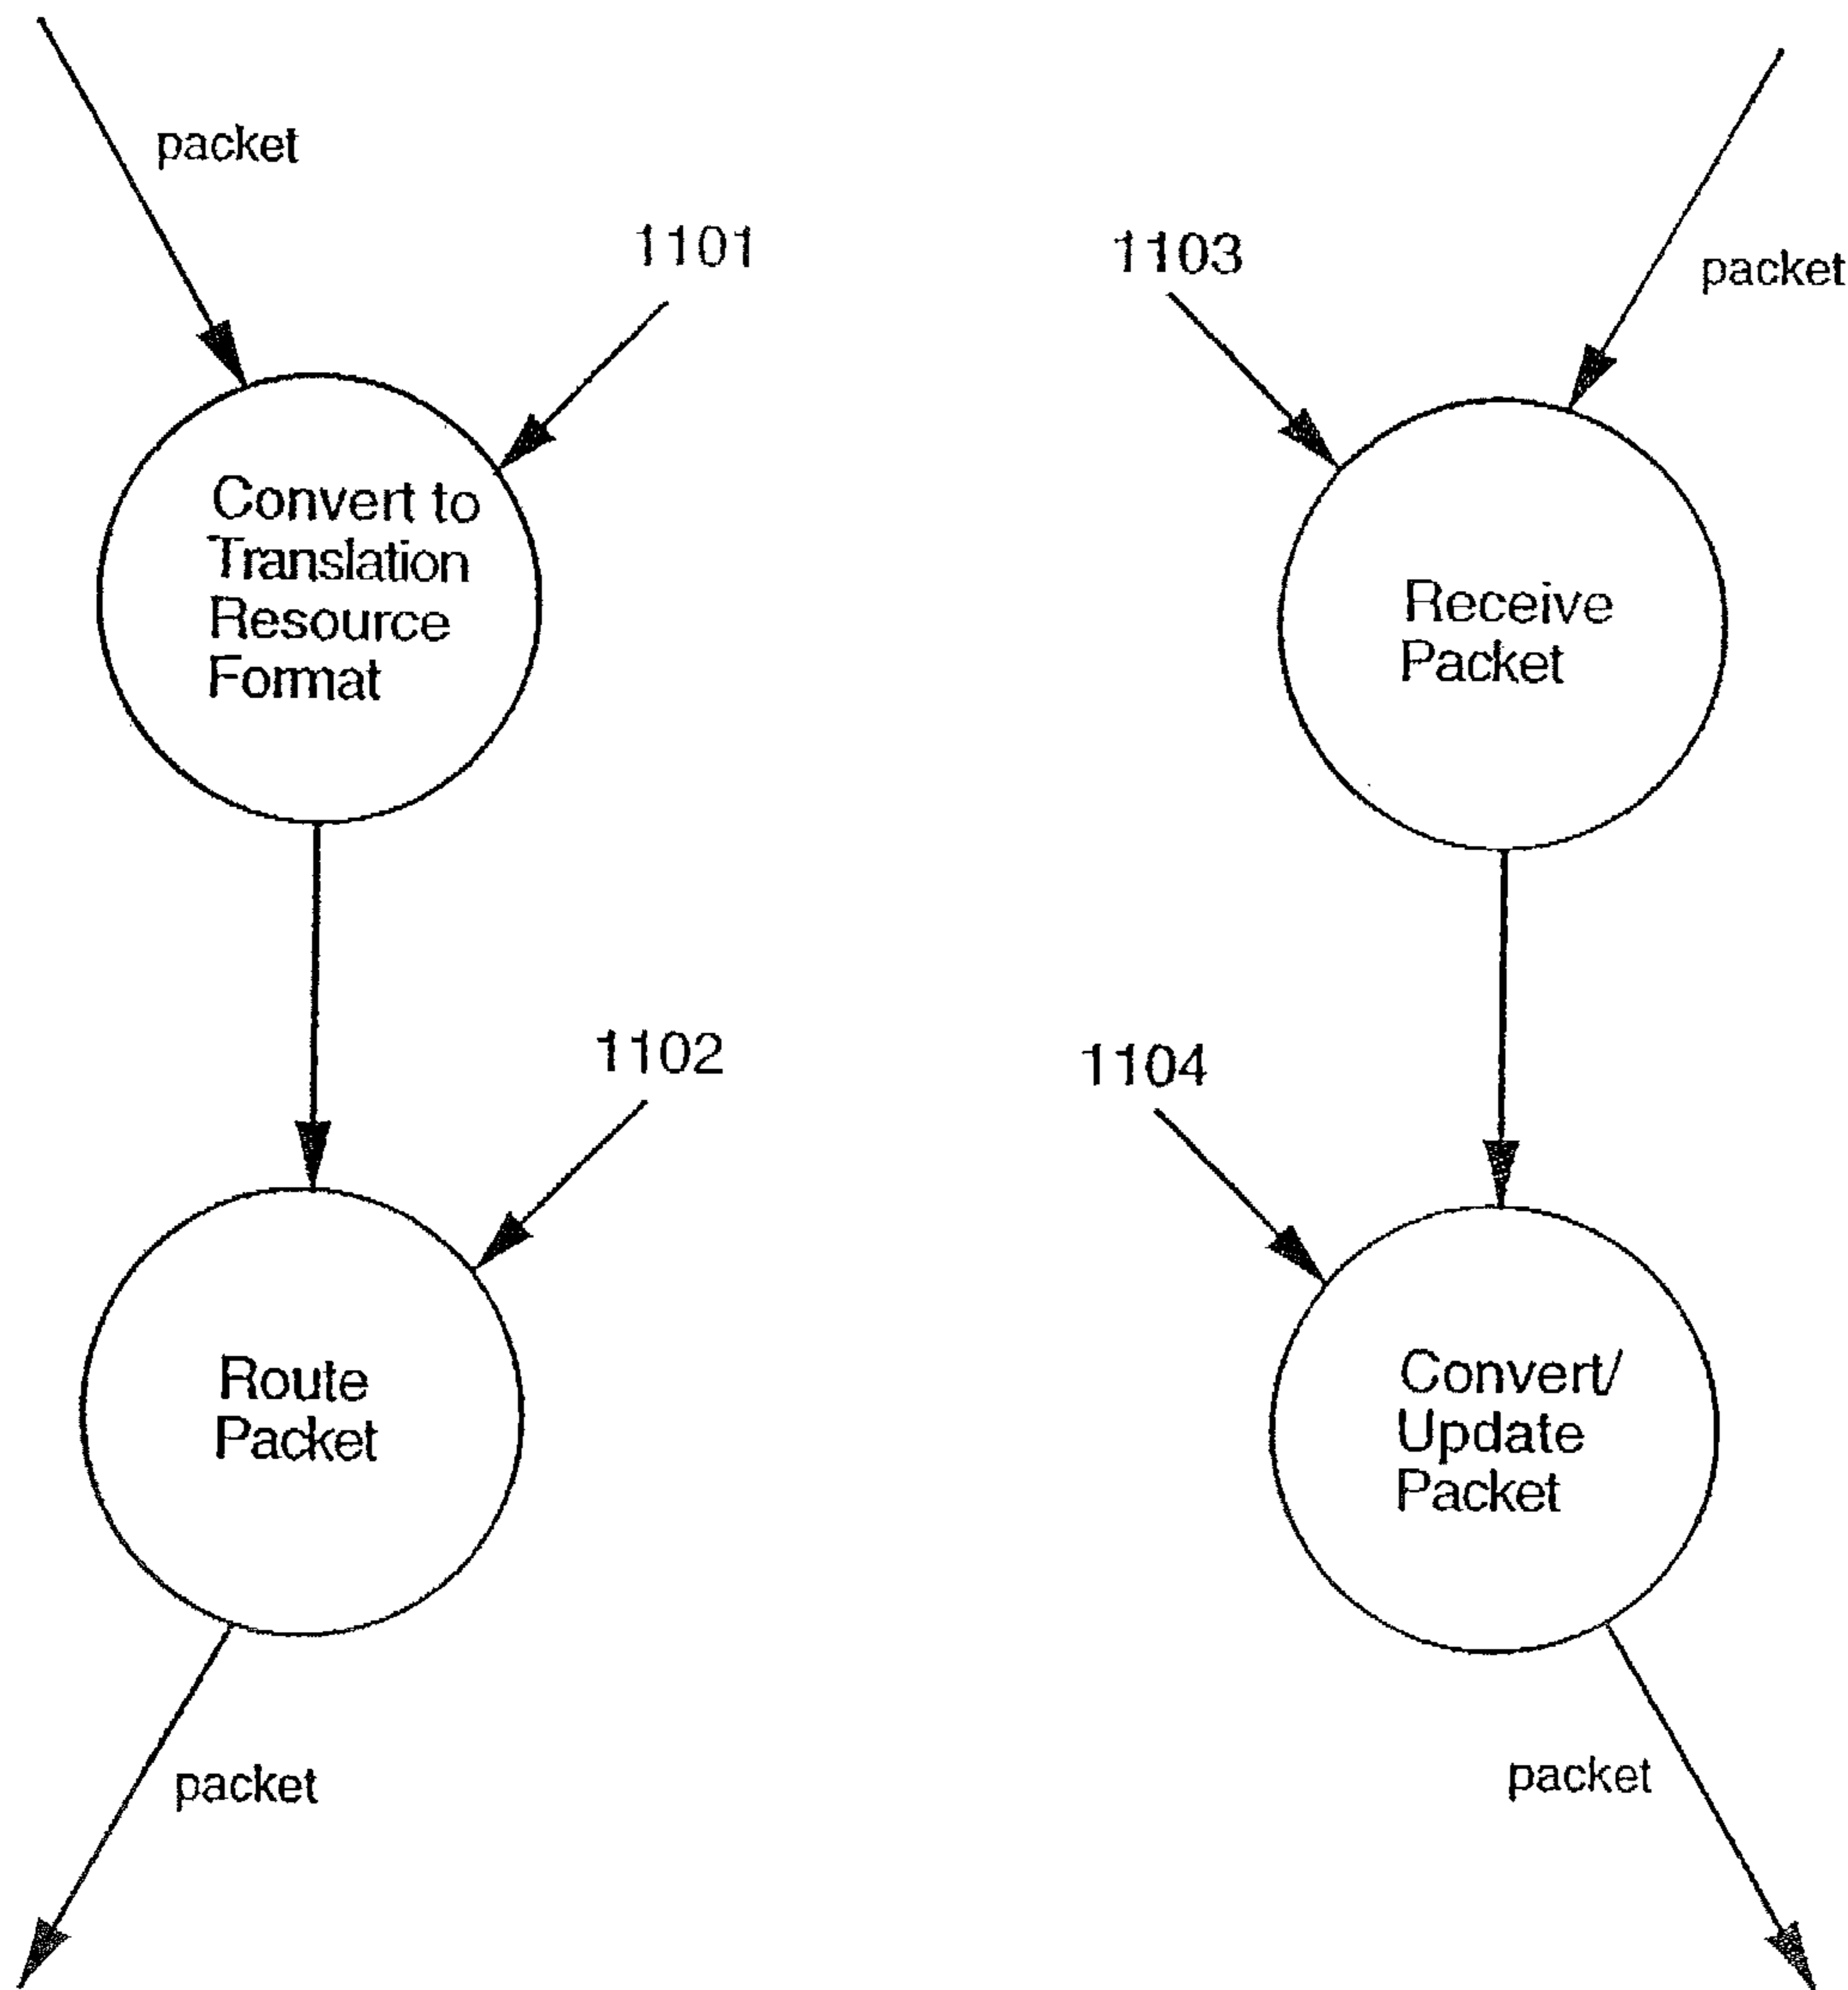 packet
1101
Convert to
Translation
Resource
Format
1102
Route
Packet
packet
1103
packet
Receive
Packet
1104
Convert/
Update
Packet
packet